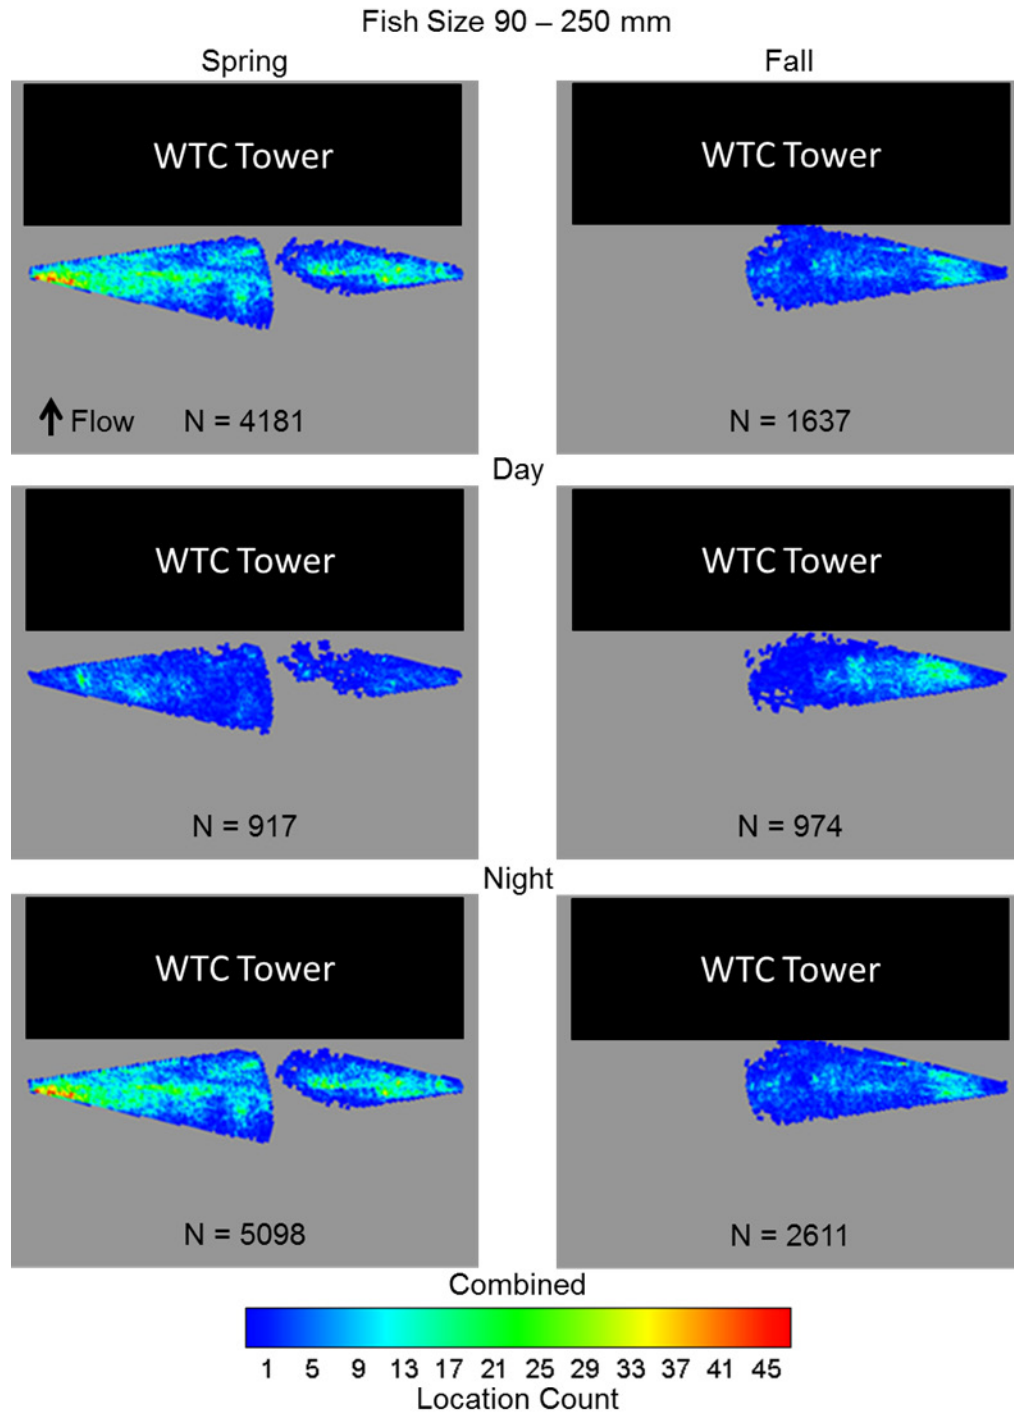 Fish Size 90 – 250 mm
Spring
Fall
WTC Tower
WTC Tower
Flow
N = 4181
N = 1637
Day
WTC Tower
WTC Tower
N = 917
N = 974
Night
WTC Tower
WTC Tower
N = 5098
N = 2611
Combined
1 5 9 13 17 21 25 29 33 37 41 45
Location Count